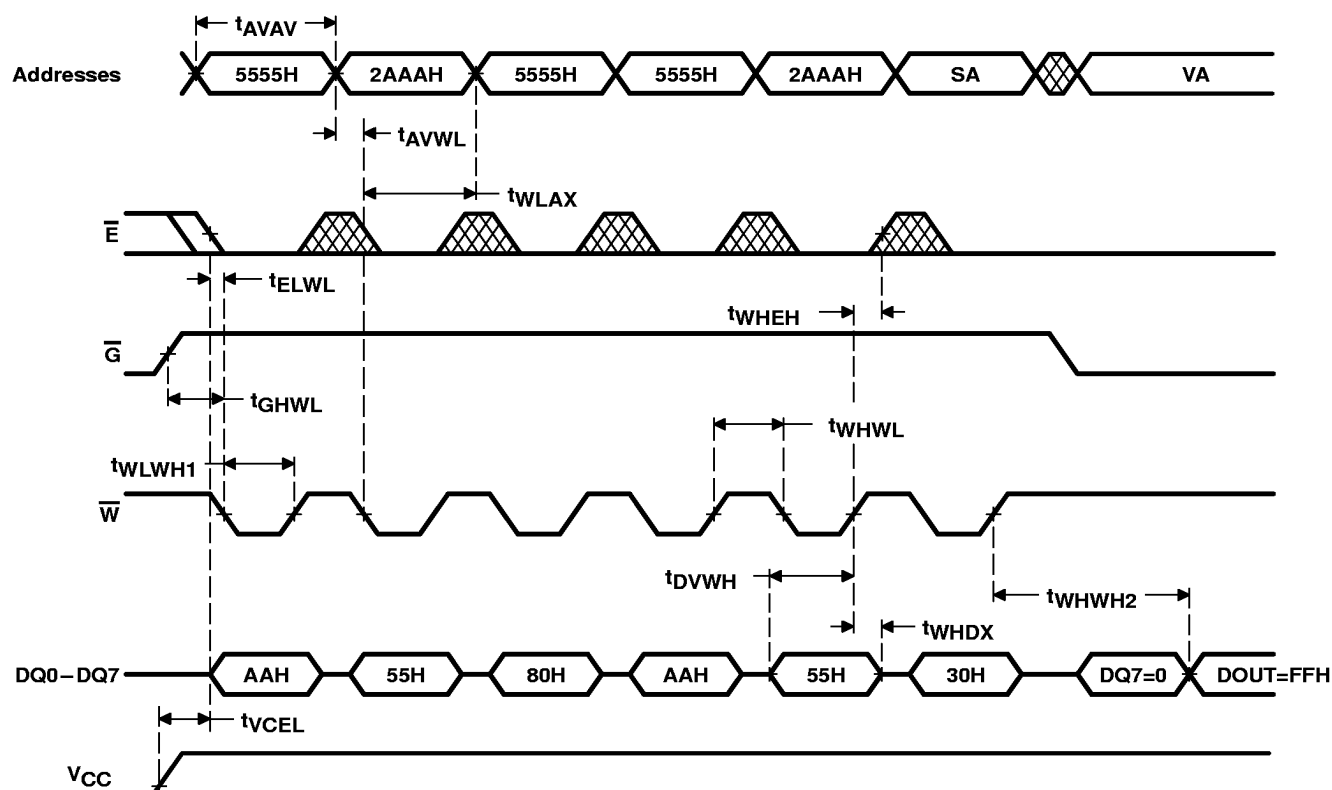 tAVAV
Addresses 5555H 2AAAH 5555H 5555H 2AAAH SA VA
tAVWL
tWLAX
E̅
tELWL
tWHEH
G̅
tGHWL
tWHWL
tWLWH1
W̅
tDVWH
tWHWH2
tWHDX
DQ0–DQ7 AAH 55H 80H AAH 55H 30H DQ7=0 DOUT=FFH
tVCEL
VCC